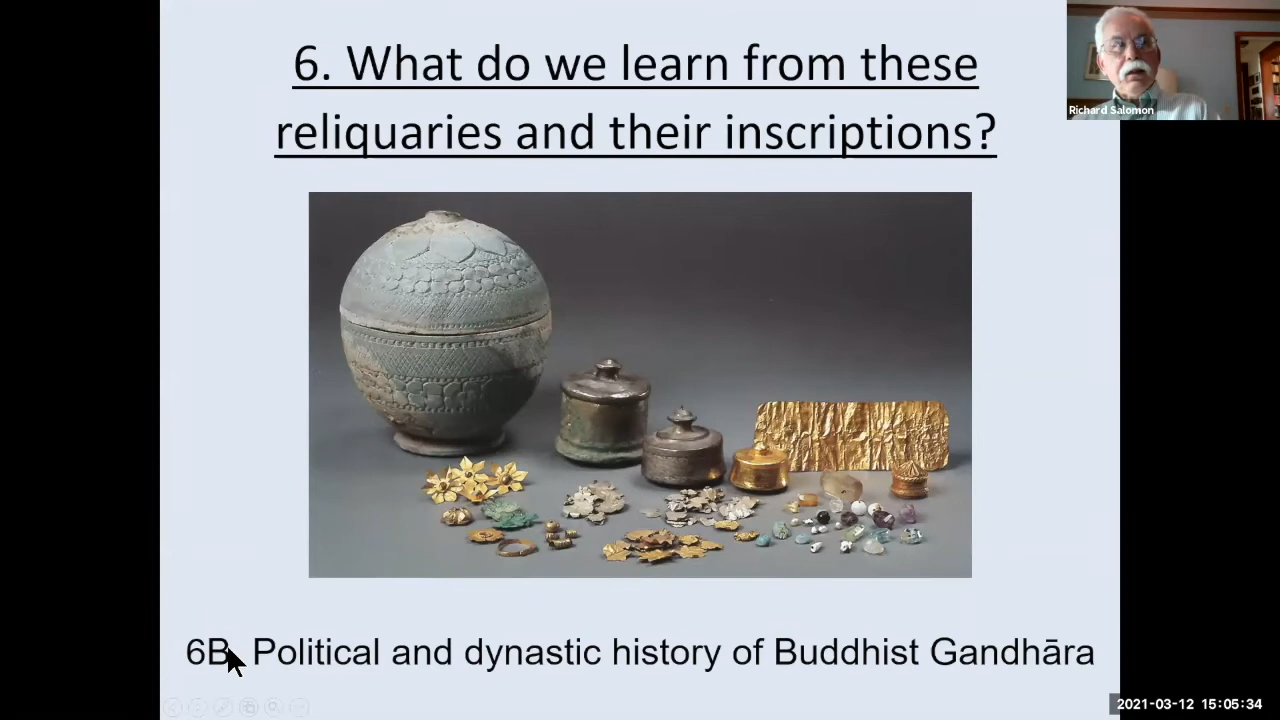 6. What do we learn from these
reliquaries and their inscriptions?
Richard Salomon
6B. Political and dynastic history of Buddhist Gandhāra
2021-03-12 15:05:34